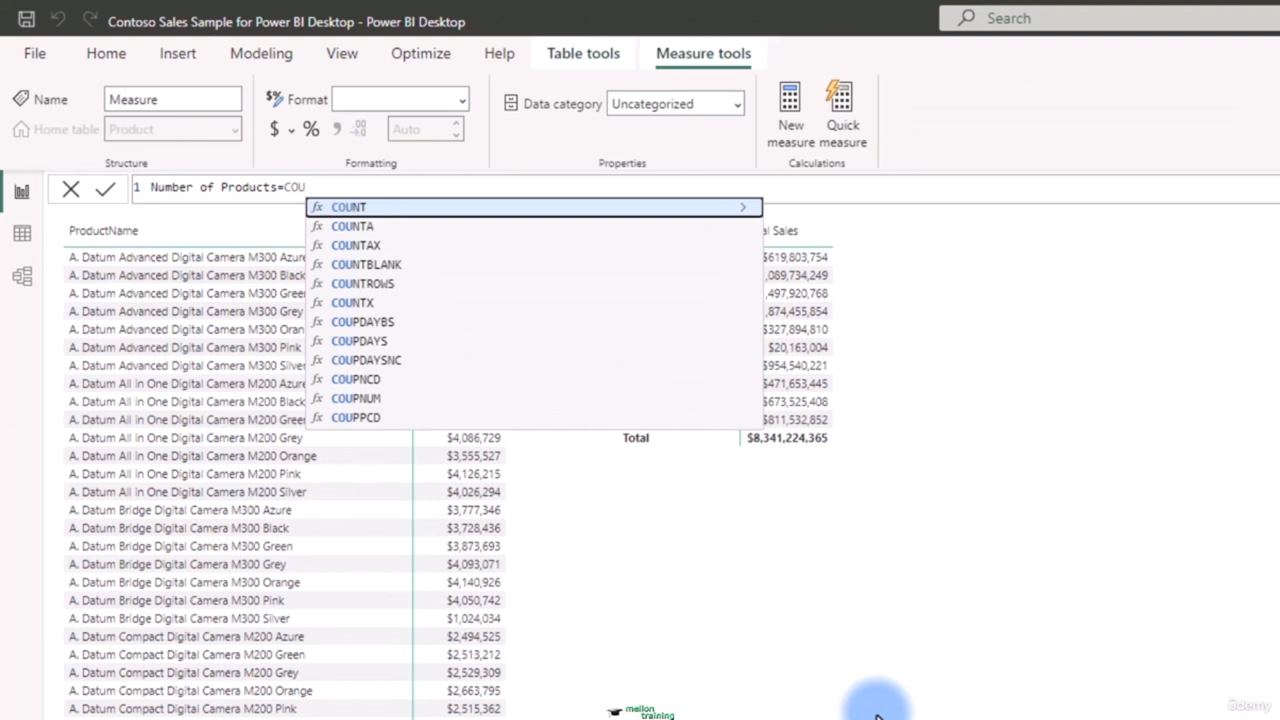 Contoso Sales Sample for Power BI Desktop - Power BI Desktop
Search
File Home Insert Modeling View Optimize Help Table tools Measure tools
Name Measure
Home table Product
Structure
Format
$ % Auto
Formatting
Data category Uncategorized
Properties
New measure
Quick measure
Calculations
1 Number of Products=COU
COUNT
COUNTA
COUNTAX
COUNTBLANK
COUNTROWS
COUNTX
COUPDAYBS
COUPDAYS
COUPDAYSNC
COUPNCD
COUPNUM
COUPPCD
ProductName
A. Datum Advanced Digital Camera M300 Azure
A. Datum Advanced Digital Camera M300 Black
A. Datum Advanced Digital Camera M300 Green
A. Datum Advanced Digital Camera M300 Grey
A. Datum Advanced Digital Camera M300 Oran
A. Datum Advanced Digital Camera M300 Pink
A. Datum Advanced Digital Camera M300 Silver
A. Datum All in One Digital Camera M200 Azure
A. Datum All in One Digital Camera M200 Black
A. Datum All in One Digital Camera M200 Green
A. Datum All in One Digital Camera M200 Grey $4,086,729
A. Datum All in One Digital Camera M200 Orange $3,555,527
A. Datum All in One Digital Camera M200 Pink $4,126,215
A. Datum All in One Digital Camera M200 Silver $4,026,294
A. Datum Bridge Digital Camera M300 Azure $3,777,346
A. Datum Bridge Digital Camera M300 Black $3,728,436
A. Datum Bridge Digital Camera M300 Green $3,873,693
A. Datum Bridge Digital Camera M300 Grey $4,093,071
A. Datum Bridge Digital Camera M300 Orange $4,140,926
A. Datum Bridge Digital Camera M300 Pink $4,050,742
A. Datum Bridge Digital Camera M300 Silver $1,024,034
A. Datum Compact Digital Camera M200 Azure $2,494,525
A. Datum Compact Digital Camera M200 Green $2,513,212
A. Datum Compact Digital Camera M200 Grey $2,529,309
A. Datum Compact Digital Camera M200 Orange $2,663,795
A. Datum Compact Digital Camera M200 Pink $2,515,362
al Sales
$619,803,754
,089,734,249
,497,920,768
,874,455,854
$327,894,810
$20,163,004
$954,540,221
$471,653,445
$673,525,408
$811,532,852
Total $8,341,224,365
meilon
training
ûdemy